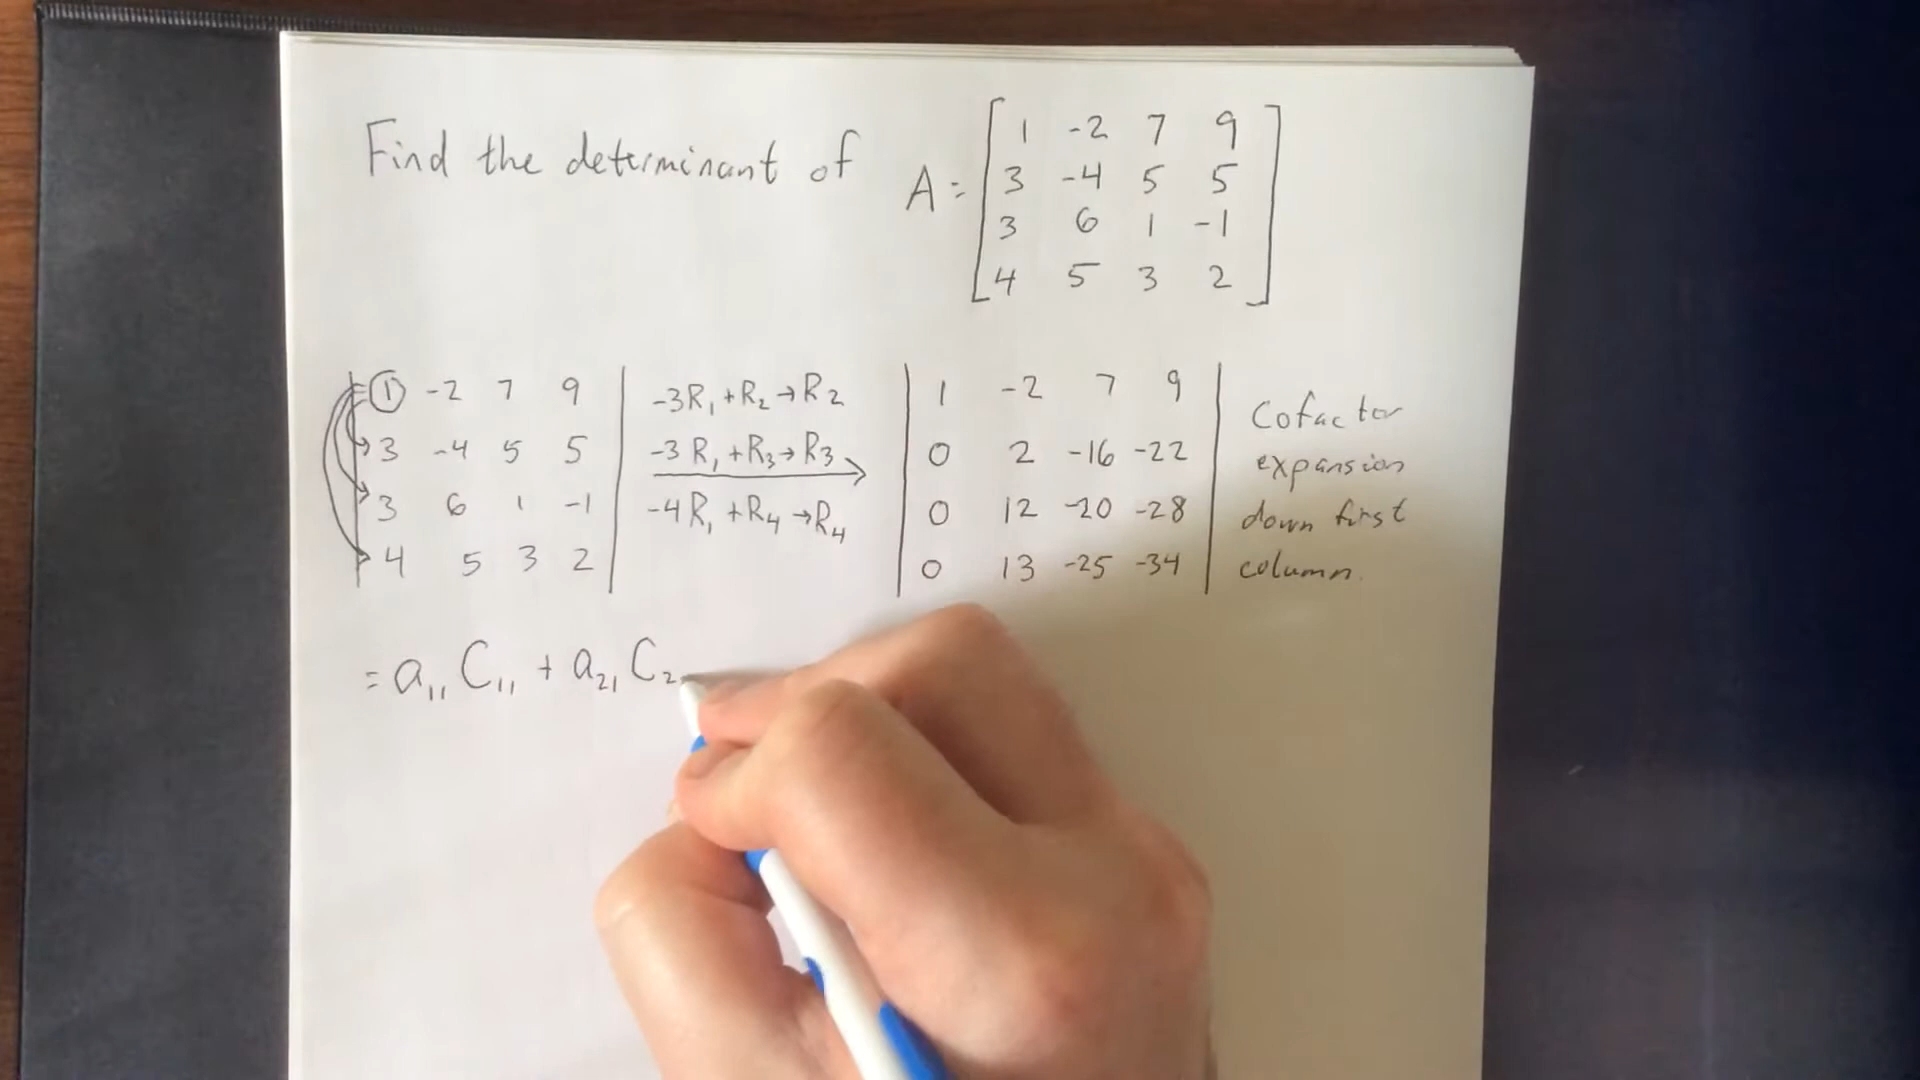 Find the determinant of A = [ 1 -2 7 9
3 -4 5 5
3 6 1 -1
4 5 3 2 ]
| 1 -2 7 9 | -3R₁+R₂→R₂ | 1 -2 7 9 | Cofactor
3 -4 5 5 -3R₁+R₃→R₃ 0 2 -16 -22 expansion
3 6 1 -1 -4R₁+R₄→R₄ 0 12 -20 -28 down first
4 5 3 2 0 13 -25 -34 column.
= a₁₁ C₁₁ + a₂₁ C₂